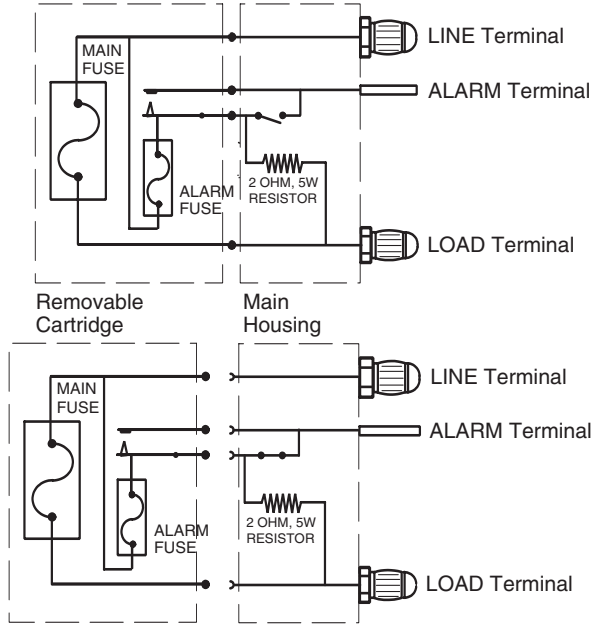 LINE Terminal
MAIN
FUSE
ALARM Terminal
ALARM
FUSE
2 OHM, 5W
RESISTOR
LOAD Terminal
Removable
Cartridge
Main
Housing
LINE Terminal
MAIN
FUSE
ALARM Terminal
ALARM
FUSE
2 OHM, 5W
RESISTOR
LOAD Terminal